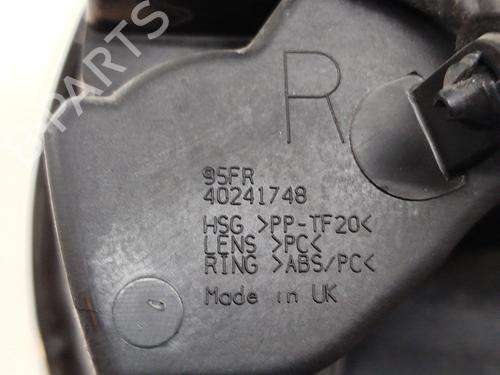 B-PARTS
R
95FR
40241748
HSG >PP-TF20<
LENS >PC<
RING >ABS/PC<
Made in UK